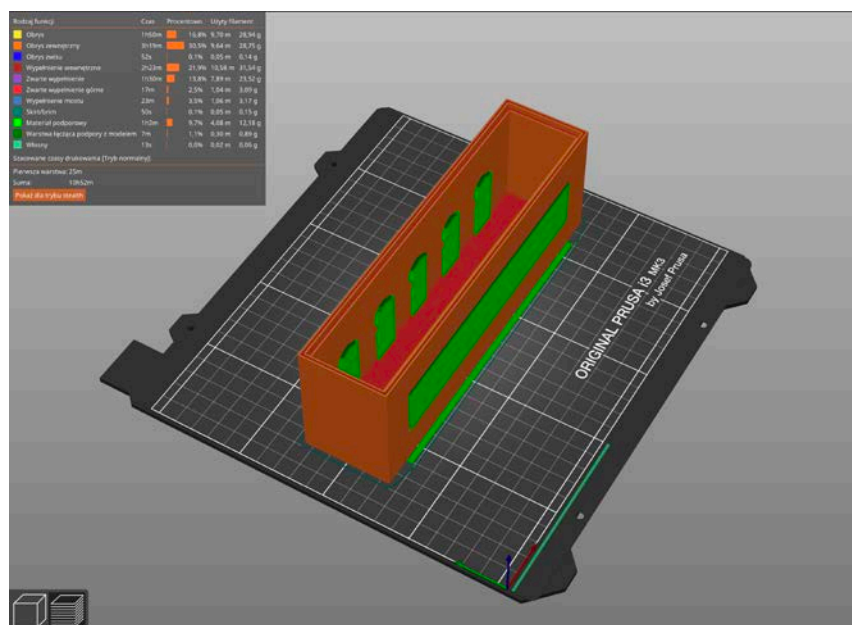 Rodzaj funkcji Czas Procentowo Użyty filament
Obrys 1h50m 16,8% 9,70 m 28,94 g
Obrys zewnętrzny 3h19m 30,5% 9,64 m 28,75 g
Obrys zwisu 52s 0,1% 0,05 m 0,14 g
Wypełnienie wewnętrzne 2h23m 21,9% 10,58 m 31,54 g
Zwarte wypełnienie 1h30m 13,8% 7,89 m 23,52 g
Zwarte wypełnienie górne 17m 2,5% 1,04 m 3,09 g
Wypełnienie mostu 23m 3,5% 1,06 m 3,17 g
Skirt/brim 50s 0,1% 0,05 m 0,15 g
Materiał podporowy 1h2m 9,7% 4,08 m 12,18 g
Warstwa łącząca podpory z modelem 7m 1,1% 0,30 m 0,89 g
Własny 13s 0,0% 0,02 m
Szacowane czasy drukowania [Tryb normalny]:
Pierwsza warstwa: 25m
Suma: 10h52m
Pokaż dla trybu stealth
ORIGINAL PRUSA i3 MK3
by Josef Prusa